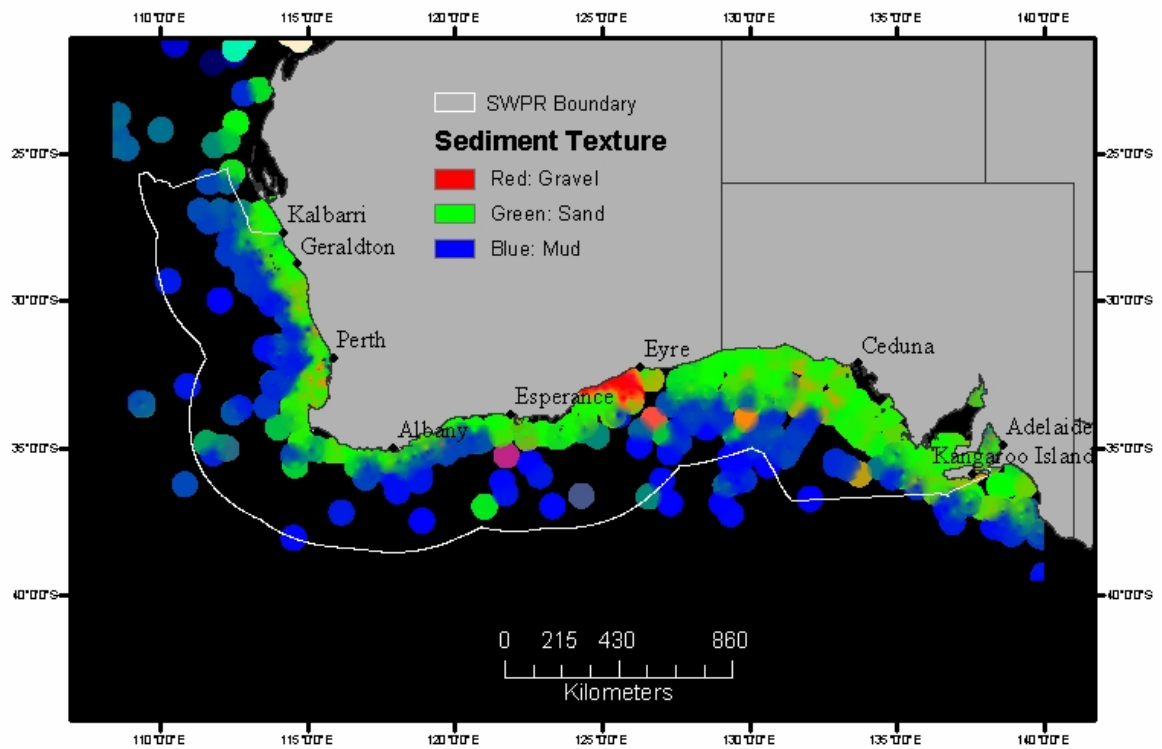 110°0'0"E 115°0'0"E 120°0'0"E 125°0'0"E 130°0'0"E 135°0'0"E 140°0'0"E
SWPR Boundary
Sediment Texture
25°0'0"S 25°0'0"S
Red: Gravel
Green: Sand
Kalbarri
Blue: Mud
Geraldton
30°0'0"S 30°0'0"S
Perth
Eyre
Ceduna
Esperance
Albany
Adelaide
35°0'0"S 35°0'0"S
Kangaroo Island
40°0'0"S 40°0'0"S
0 215 430 860
Kilometers
110°0'0"E 115°0'0"E 120°0'0"E 125°0'0"E 130°0'0"E 135°0'0"E 140°0'0"E